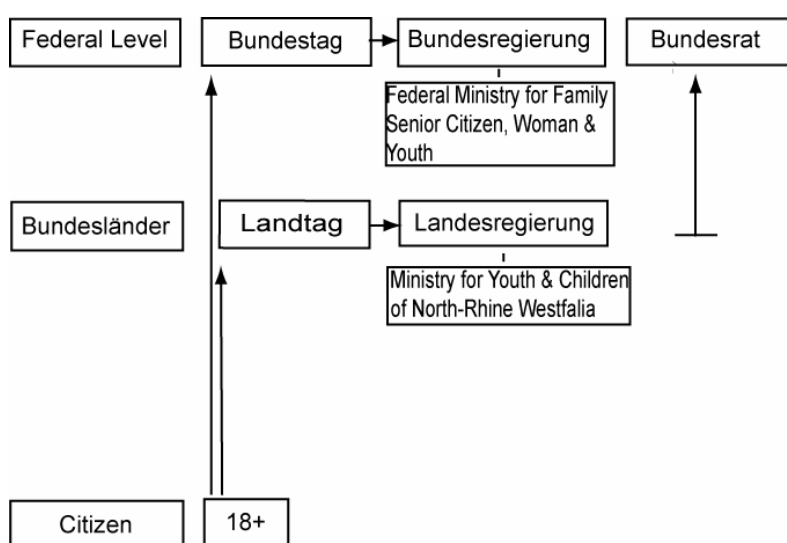 Federal Level
Bundestag
Bundesregierung
Bundesrat
Federal Ministry for Family
Senior Citizen, Woman &
Youth
Bundesländer
Landtag
Landesregierung
Ministry for Youth & Children
of North-Rhine Westfalia
Citizen
18+